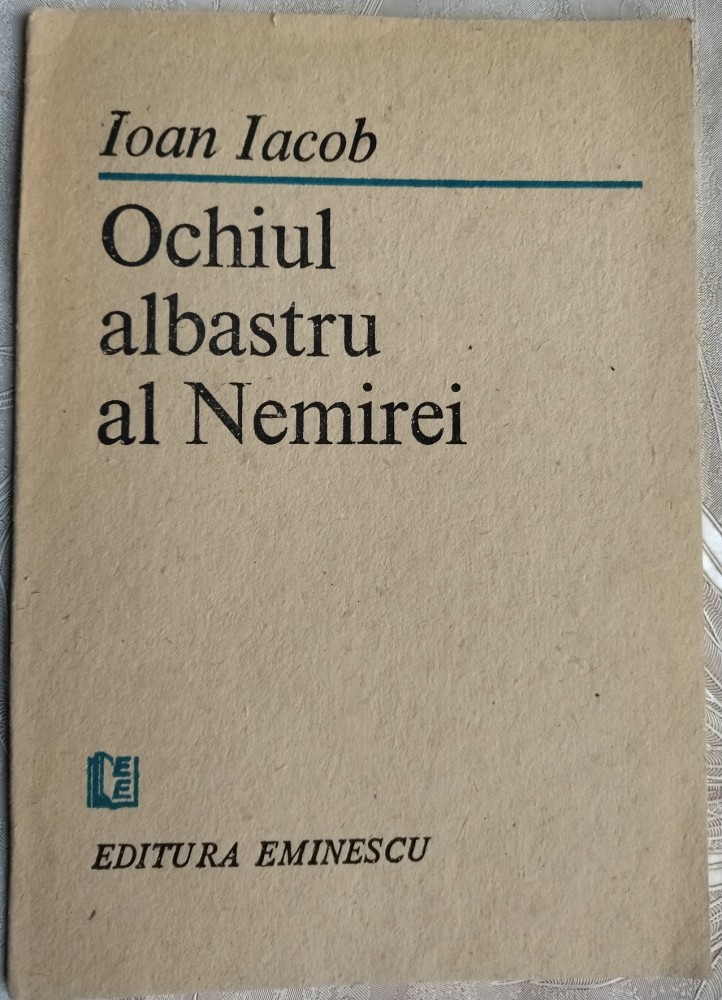 Ioan Iacob
Ochiul
albastru
al Nemirei
E
E
EDITURA EMINESCU